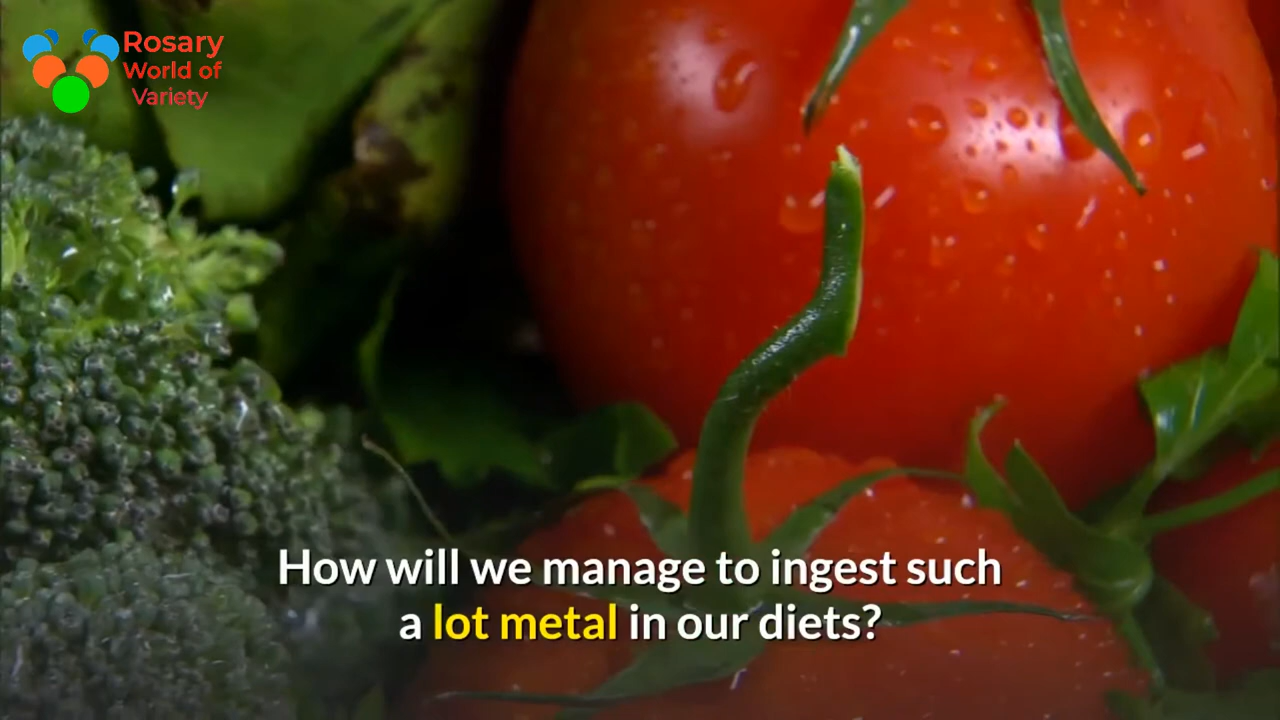 Rosary
World of
Variety
How will we manage to ingest such
a lot metal in our diets?